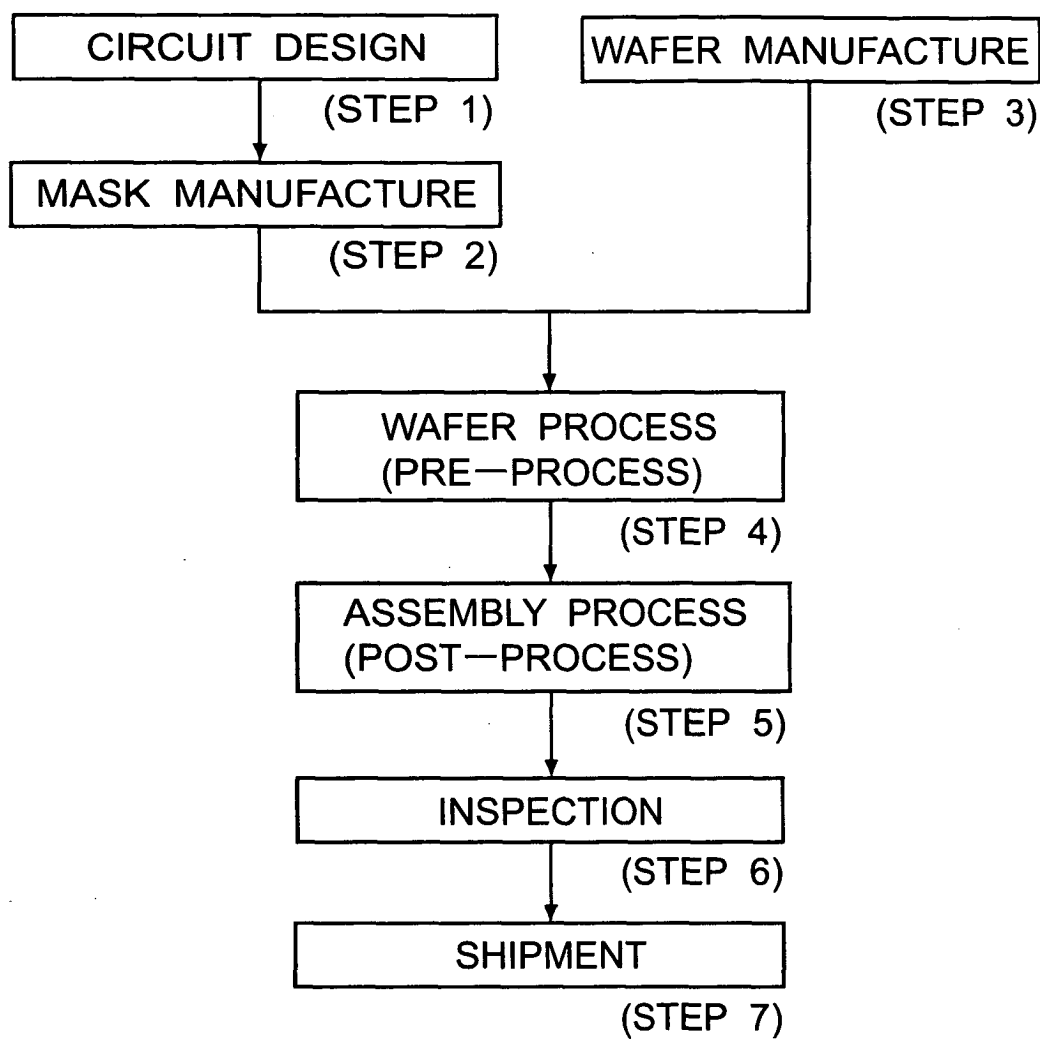 CIRCUIT DESIGN
(STEP 1)
WAFER MANUFACTURE
(STEP 3)
MASK MANUFACTURE
(STEP 2)
WAFER PROCESS
(PRE—PROCESS)
(STEP 4)
ASSEMBLY PROCESS
(POST—PROCESS)
(STEP 5)
INSPECTION
(STEP 6)
SHIPMENT
(STEP 7)